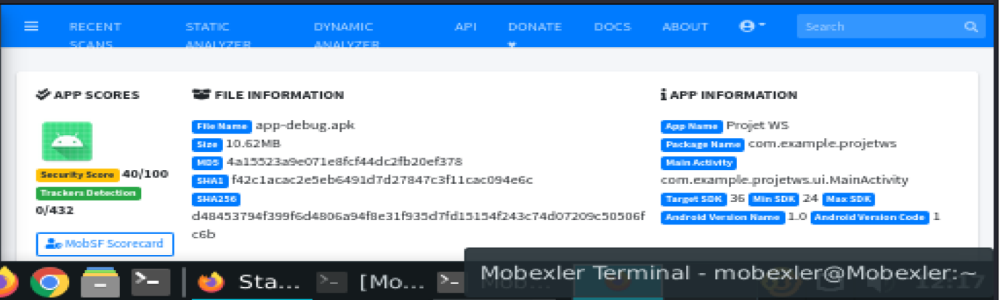 RECENT SCANS STATIC ANALYZER DYNAMIC ANALYZER API DONATE ♥ DOCS ABOUT Search
APP SCORES
Security Score 40/100
Trackers Detection
0/432
MobSF Scorecard
FILE INFORMATION
File Name app-debug.apk
Size 10.62MB
MD5 4a15523a9e071e8fcf44dc2fb20ef378
SHA1 f42c1acac2e5eb6491d7d27847c3f11cac094e6c
SHA256
d48453794f399f6d4806a94f8e31f935d7fd15154f243c74d07209c50506f
c6b
APP INFORMATION
App Name Projet WS
Package Name com.example.projetws
Main Activity
com.example.projetws.ui.MainActivity
Target SDK 36 Min SDK 24 Max SDK
Android Version Name 1.0 Android Version Code 1
Sta... [Mo... Mob...
Mobexler Terminal - mobexler@Mobexler:~
12:17